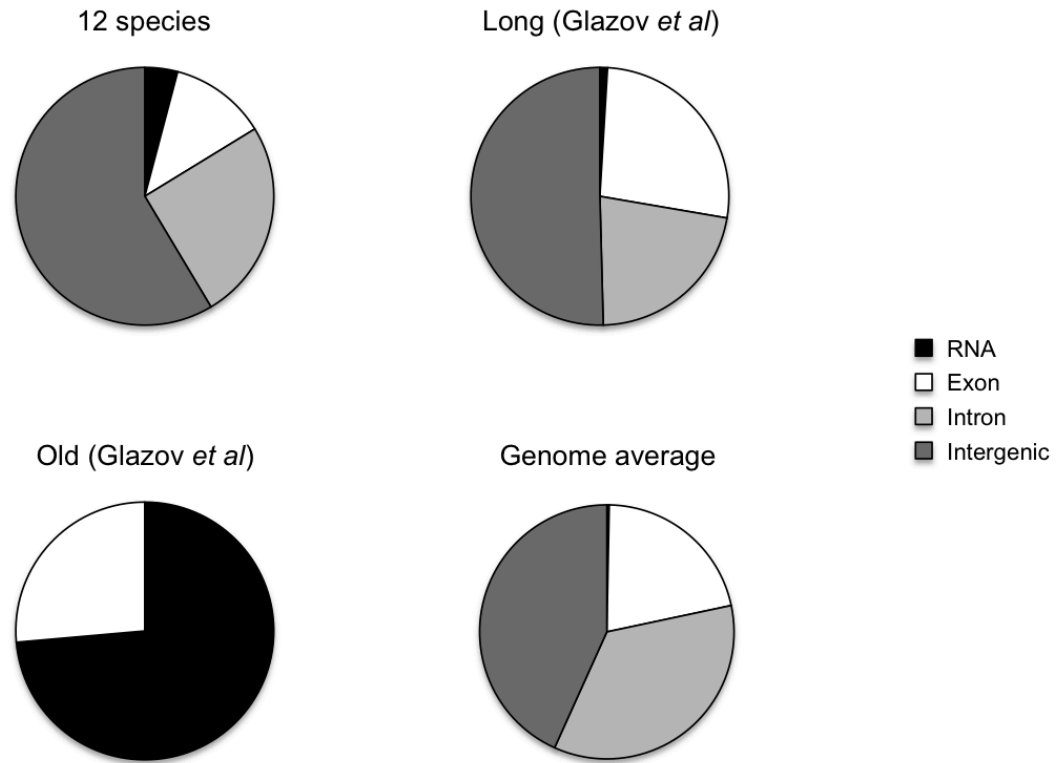 12 species
Long (Glazov et al)
RNA
Exon
Intron
Intergenic
Old (Glazov et al)
Genome average